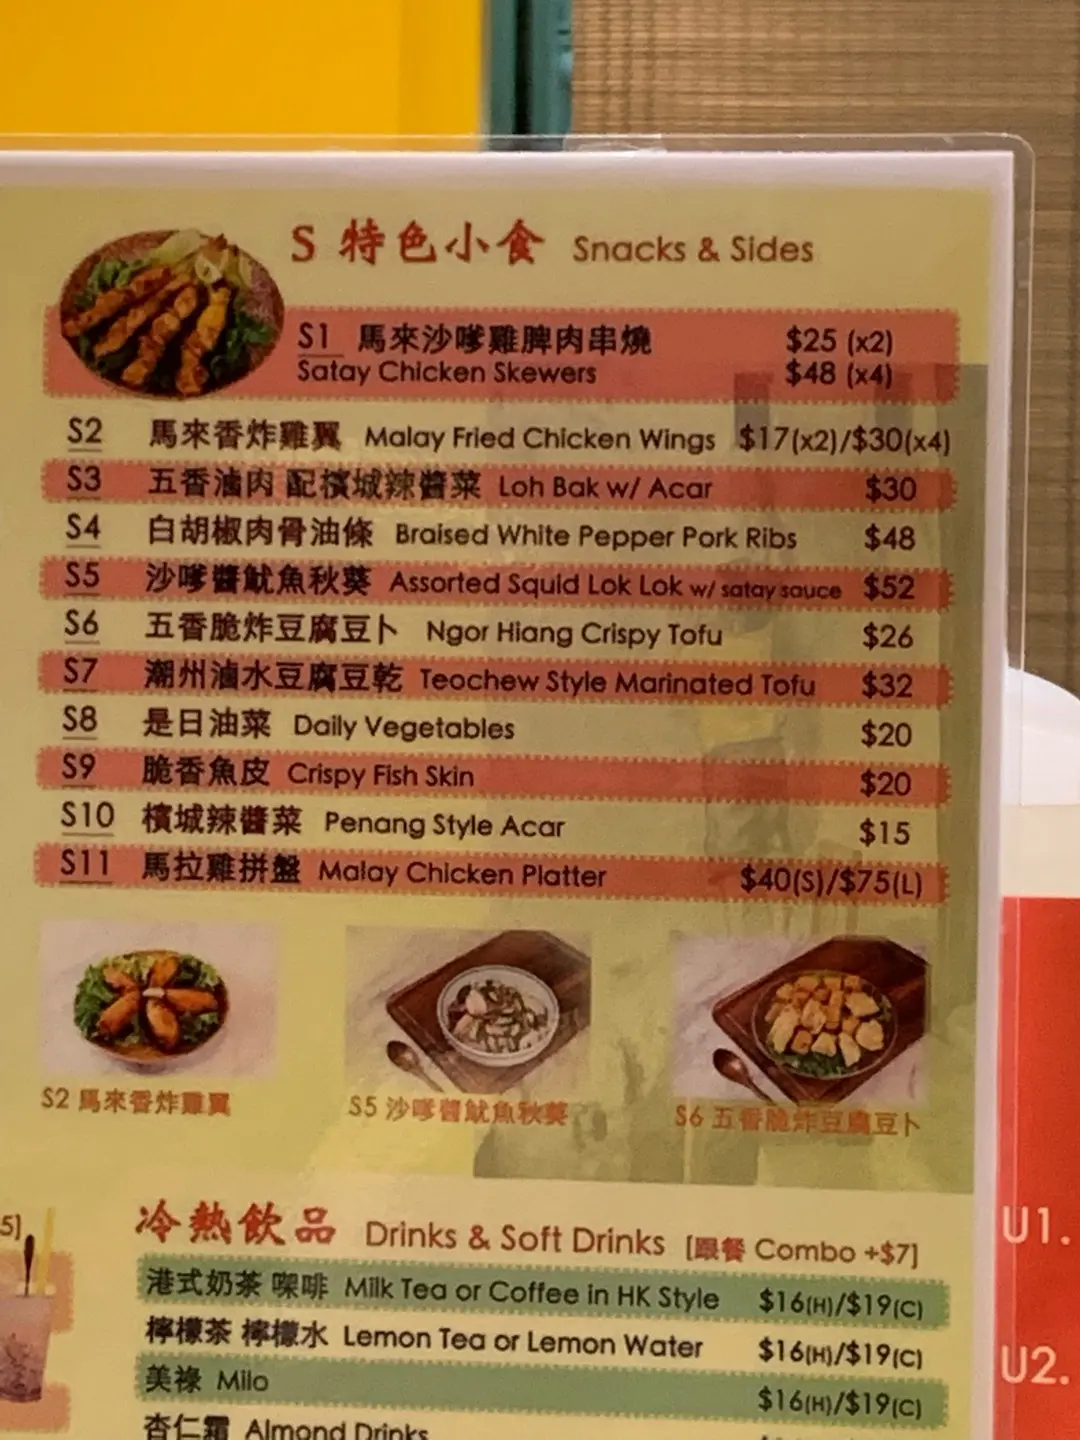 S 特色小食 Snacks & Sides
S1 馬來沙嗲雞脾肉串燒 $25 (x2)
Satay Chicken Skewers $48 (x4)
S2 馬來香炸雞翼 Malay Fried Chicken Wings $17(x2)/$30(x4)
S3 五香滷肉 配檳城辣醬菜 Loh Bak w/ Acar $30
S4 白胡椒肉骨油條 Braised White Pepper Pork Ribs $48
S5 沙嗲醬魷魚秋葵 Assorted Squid Lok Lok w/ satay sauce $52
S6 五香脆炸豆腐豆卜 Ngor Hiang Crispy Tofu $26
S7 潮州滷水豆腐豆乾 Teochew Style Marinated Tofu $32
S8 是日油菜 Daily Vegetables $20
S9 脆香魚皮 Crispy Fish Skin $20
S10 檳城辣醬菜 Penang Style Acar $15
S11 馬拉雞拼盤 Malay Chicken Platter $40(S)/$75(L)
S2 馬來香炸雞翼
S5 沙嗲醬魷魚秋葵
S6 五香脆炸豆腐豆卜
5]
冷熱飲品 Drinks & Soft Drinks [跟餐 Combo +$7]
港式奶茶 㗎啡 Milk Tea or Coffee in HK Style $16(H)/$19(C)
檸檬茶 檸檬水 Lemon Tea or Lemon Water $16(H)/$19(C)
美祿 Milo $16(H)/$19(C)
杏仁霜 Almond Drinks
U1.
U2.